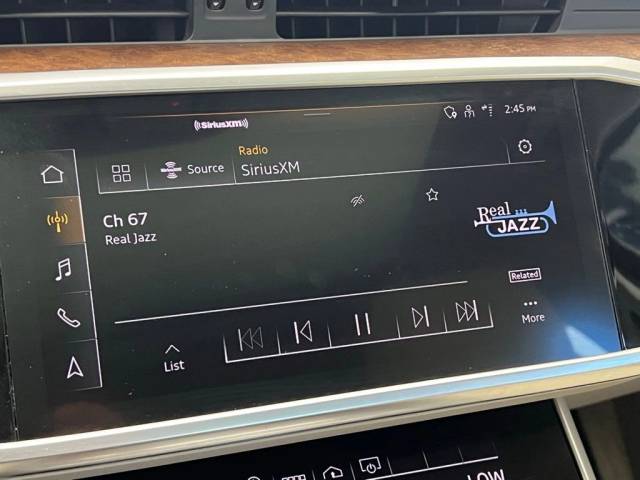 ((SiriusXM))
2:45 PM
Radio
Source
SiriusXM
Ch 67
Real Jazz
Real...
JAZZ
Related
More
List
LOW